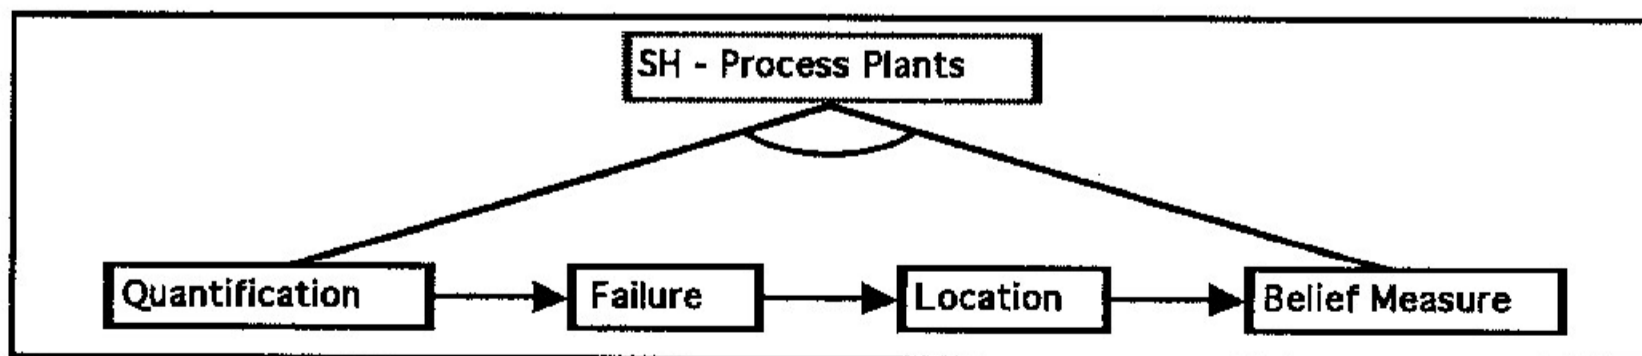 SH - Process Plants
Quantification
Failure
Location
Belief Measure